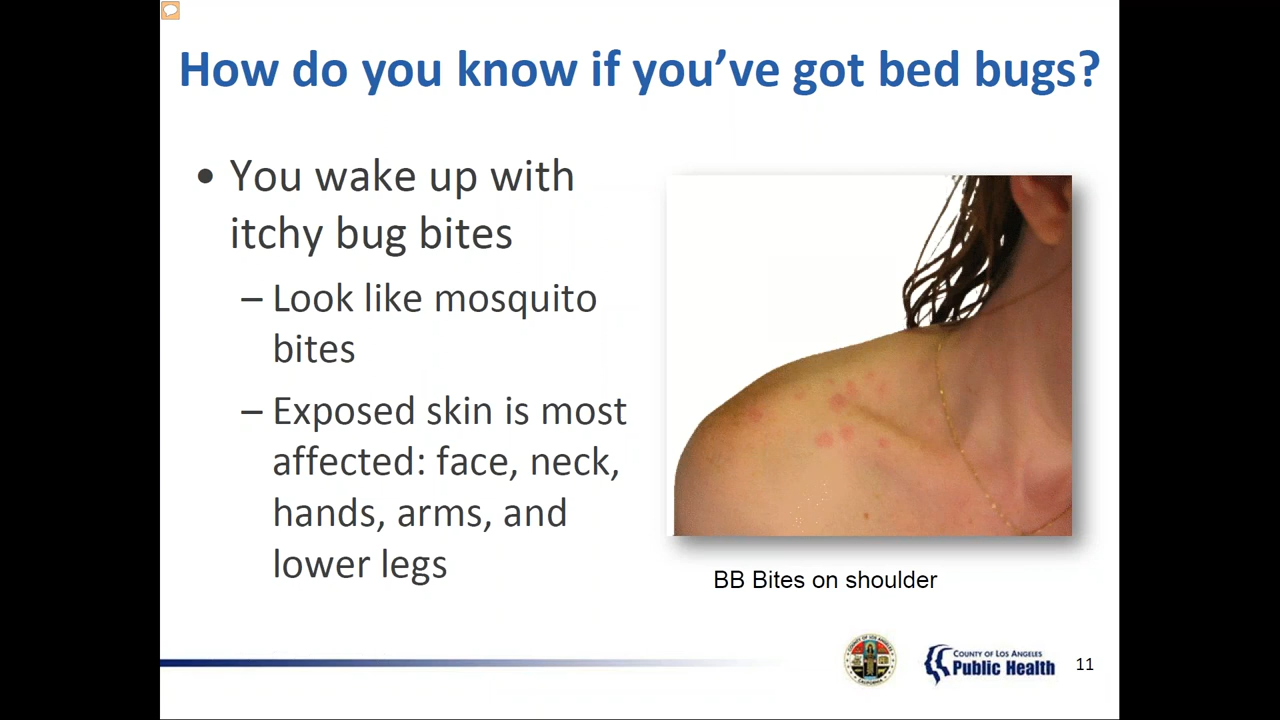 How do you know if you’ve got bed bugs?
• You wake up with
itchy bug bites
– Look like mosquito
bites
– Exposed skin is most
affected: face, neck,
hands, arms, and
lower legs
BB Bites on shoulder
COUNTY OF LOS ANGELES
Public Health
11